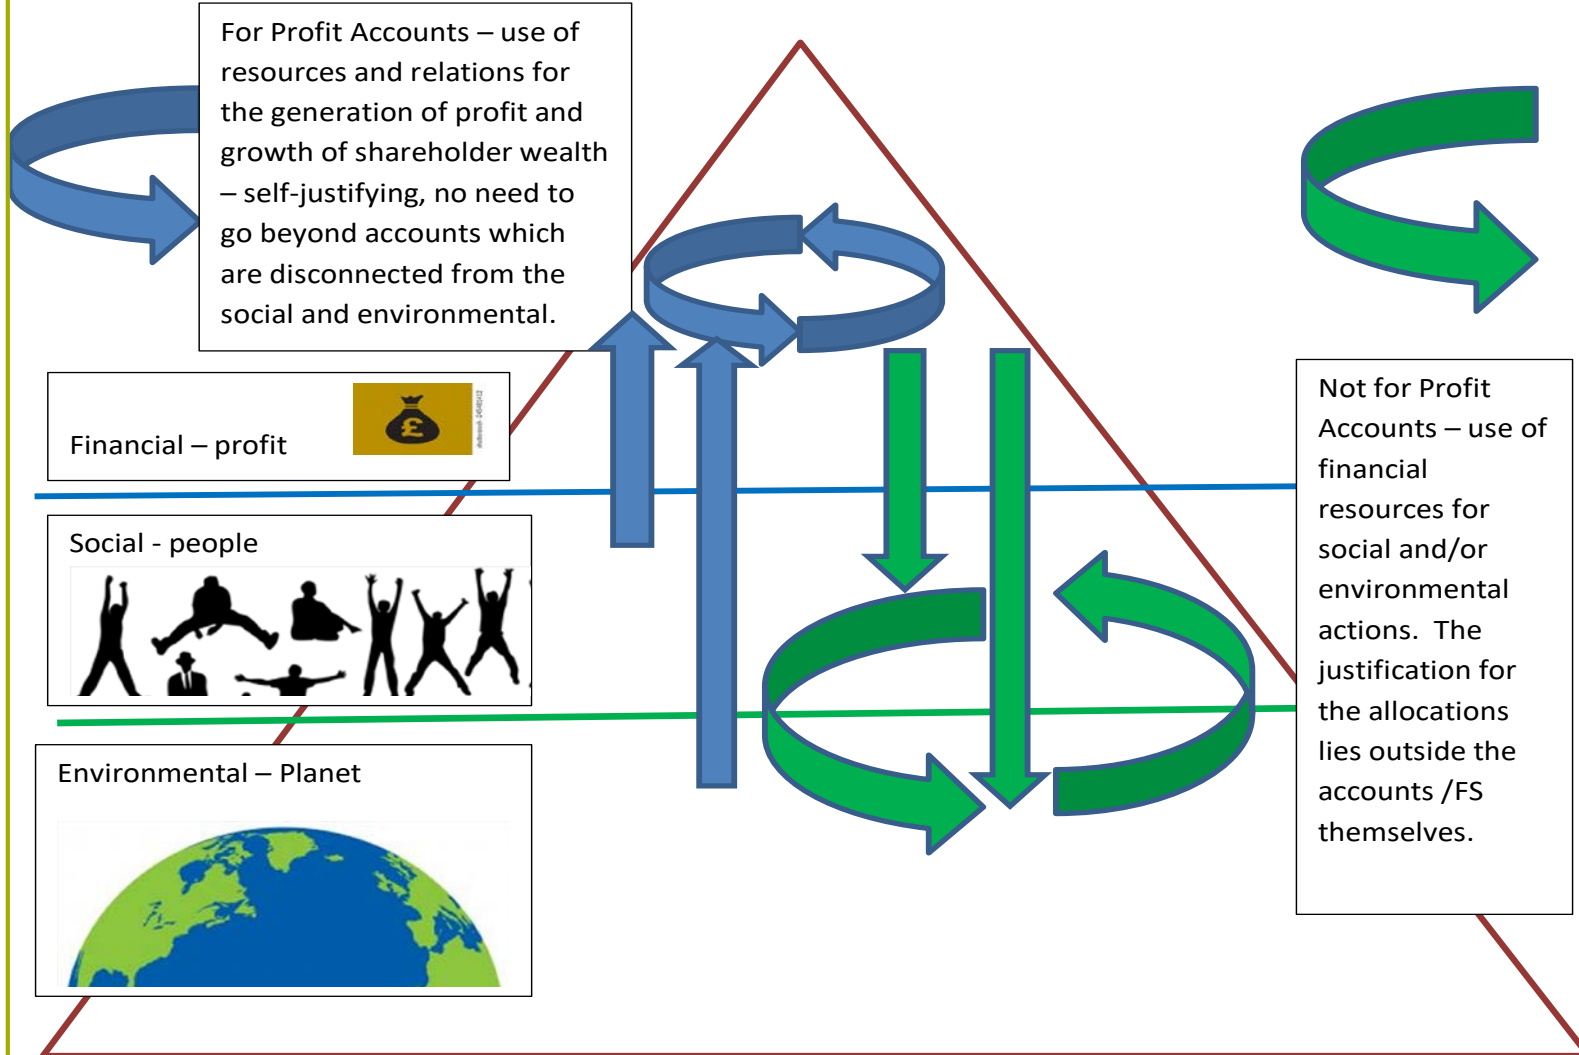 For Profit Accounts – use of
resources and relations for
the generation of profit and
growth of shareholder wealth
– self-justifying, no need to
go beyond accounts which
are disconnected from the
social and environmental.
Financial – profit
£
Social - people
Environmental – Planet
Not for Profit
Accounts – use of
financial
resources for
social and/or
environmental
actions. The
justification for
the allocations
lies outside the
accounts /FS
themselves.